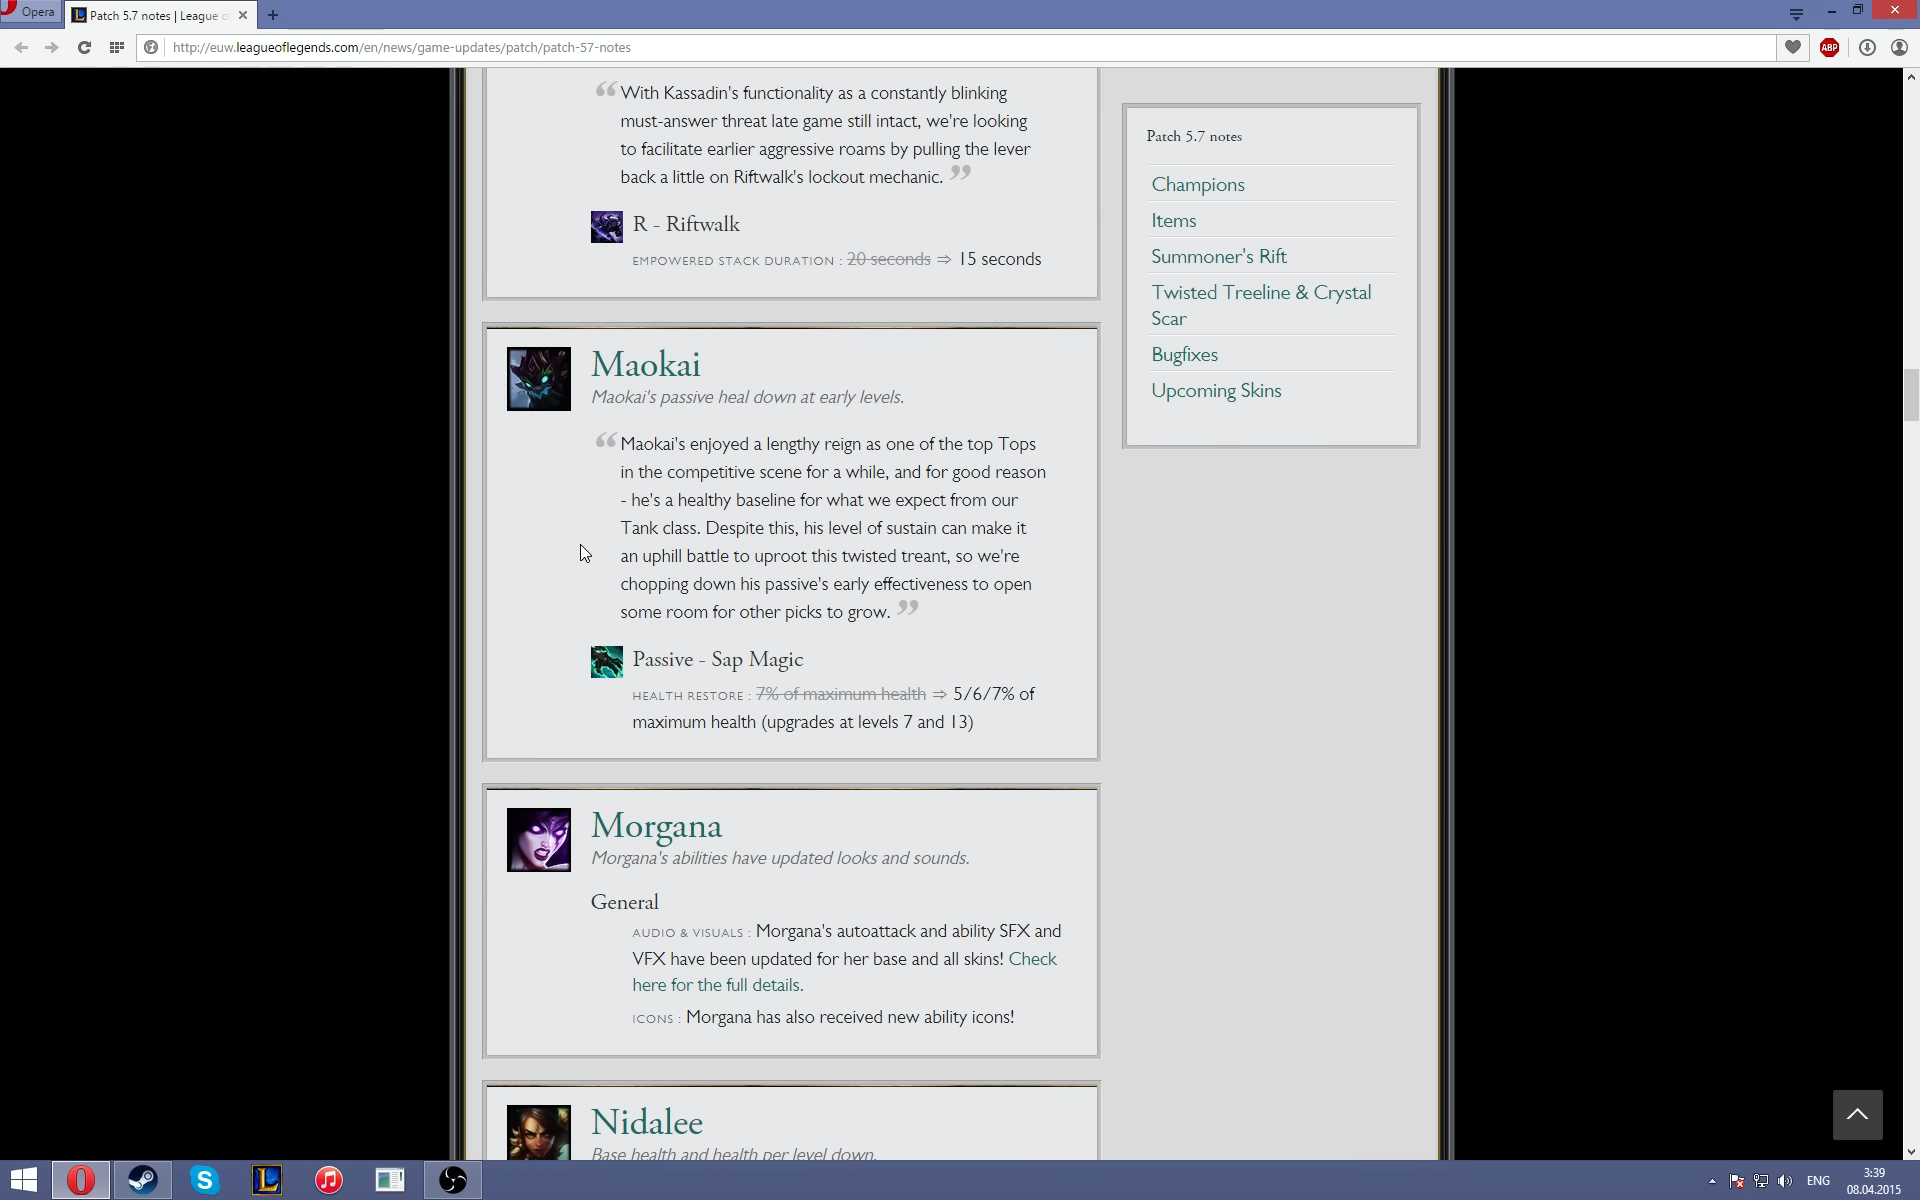 Opera
Patch 5.7 notes | League o
http://euw.leagueoflegends.com/en/news/game-updates/patch/patch-57-notes
ABP
“With Kassadin's functionality as a constantly blinking
must-answer threat late game still intact, we're looking
to facilitate earlier aggressive roams by pulling the lever
back a little on Riftwalk's lockout mechanic. ”
R - Riftwalk
EMPOWERED STACK DURATION : 20 seconds ⇒ 15 seconds
Maokai
Maokai's passive heal down at early levels.
“Maokai's enjoyed a lengthy reign as one of the top Tops
in the competitive scene for a while, and for good reason
- he's a healthy baseline for what we expect from our
Tank class. Despite this, his level of sustain can make it
an uphill battle to uproot this twisted treant, so we're
chopping down his passive's early effectiveness to open
some room for other picks to grow. ”
Passive - Sap Magic
HEALTH RESTORE : 7% of maximum health ⇒ 5/6/7% of
maximum health (upgrades at levels 7 and 13)
Morgana
Morgana's abilities have updated looks and sounds.
General
AUDIO & VISUALS : Morgana's autoattack and ability SFX and
VFX have been updated for her base and all skins! Check
here for the full details.
ICONS : Morgana has also received new ability icons!
Nidalee
Base health and health per level down.
Patch 5.7 notes
Champions
Items
Summoner's Rift
Twisted Treeline & Crystal
Scar
Bugfixes
Upcoming Skins
ENG
3:39
08.04.2015